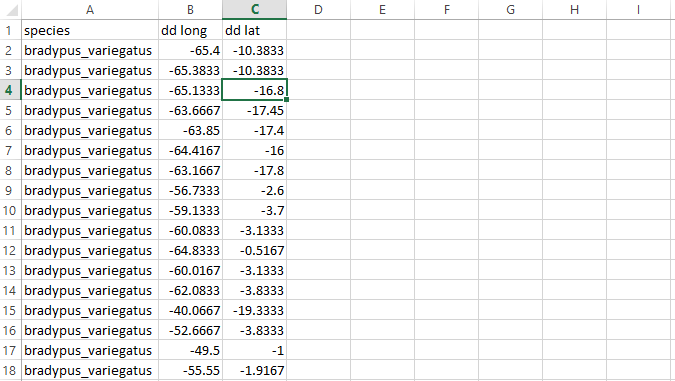 A B C D E F G H I
1 species dd long dd lat
2 bradypus_variegatus -65.4 -10.3833
3 bradypus_variegatus -65.3833 -10.3833
4 bradypus_variegatus -65.1333 -16.8
5 bradypus_variegatus -63.6667 -17.45
6 bradypus_variegatus -63.85 -17.4
7 bradypus_variegatus -64.4167 -16
8 bradypus_variegatus -63.1667 -17.8
9 bradypus_variegatus -56.7333 -2.6
10 bradypus_variegatus -59.1333 -3.7
11 bradypus_variegatus -60.0833 -3.1333
12 bradypus_variegatus -64.8333 -0.5167
13 bradypus_variegatus -60.0167 -3.1333
14 bradypus_variegatus -62.0833 -3.8333
15 bradypus_variegatus -40.0667 -19.3333
16 bradypus_variegatus -52.6667 -3.8333
17 bradypus_variegatus -49.5 -1
18 bradypus_variegatus -55.55 -1.9167